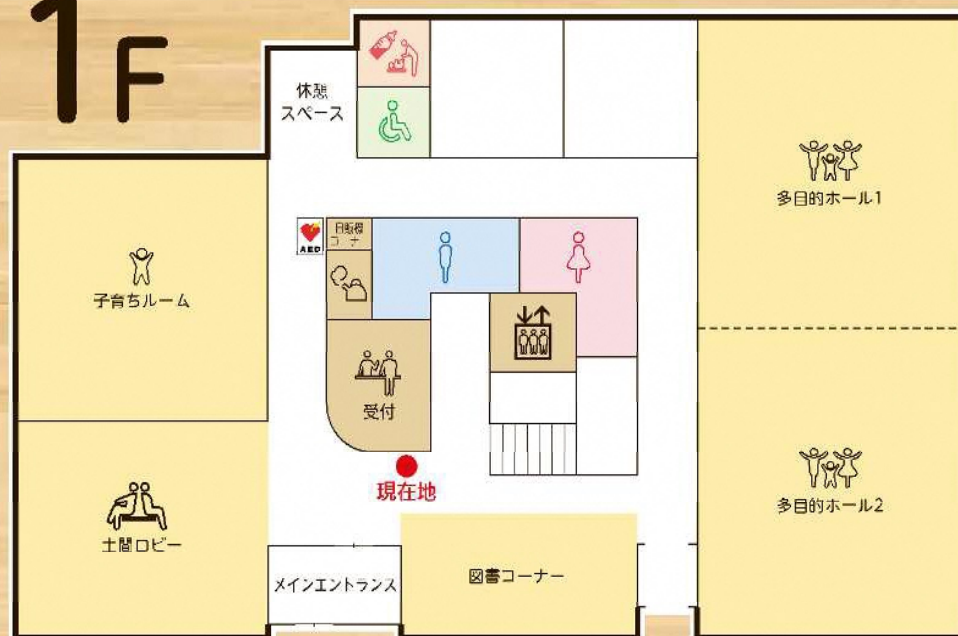 1F
休憩
スペース
多目的ホール1
AED
自販機
コーナー
子育ちルーム
受付
現在地
多目的ホール2
土間ロビー
図書コーナー
メインエントランス